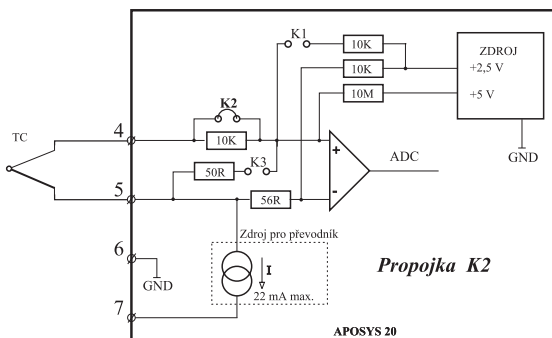 K1
10K
ZDROJ
+2,5 V
10K
K2
10M
+5 V
TC
4
10K
+
GND
ADC
50R
K3
5
56R
-
Zdroj pro převodník
6
I
GND
22 mA max.
Propojka K2
7
APOSYS 20